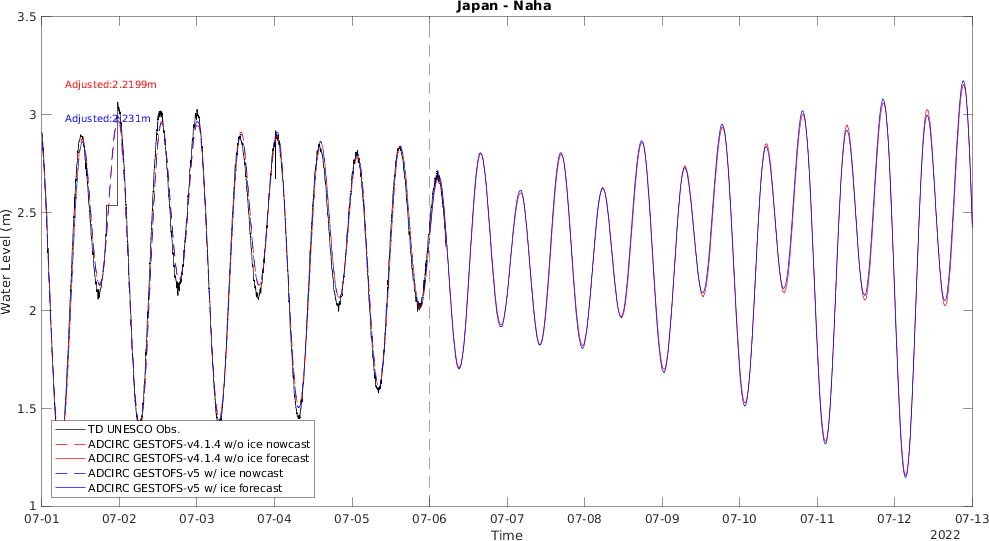 Japan - Naha
3.5
3
2.5
2
1.5
1
Water Level (m)
Adjusted:2.2199m
Adjusted:2.231m
TD UNESCO Obs.
ADCIRC GESTOFS-v4.1.4 w/o ice nowcast
ADCIRC GESTOFS-v4.1.4 w/o ice forecast
ADCIRC GESTOFS-v5 w/ ice nowcast
ADCIRC GESTOFS-v5 w/ ice forecast
07-01 07-02 07-03 07-04 07-05 07-06 07-07 07-08 07-09 07-10 07-11 07-12 07-13
Time
2022